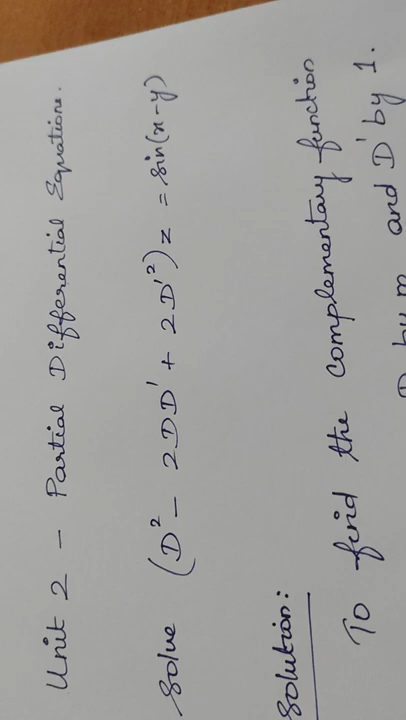 Unit 2 - Partial Differential Equations.
Solve (D² - 2DD' + 2D'²) z = sin(x-y)
Solution:
To find the complementary function
by m and D' by 1.